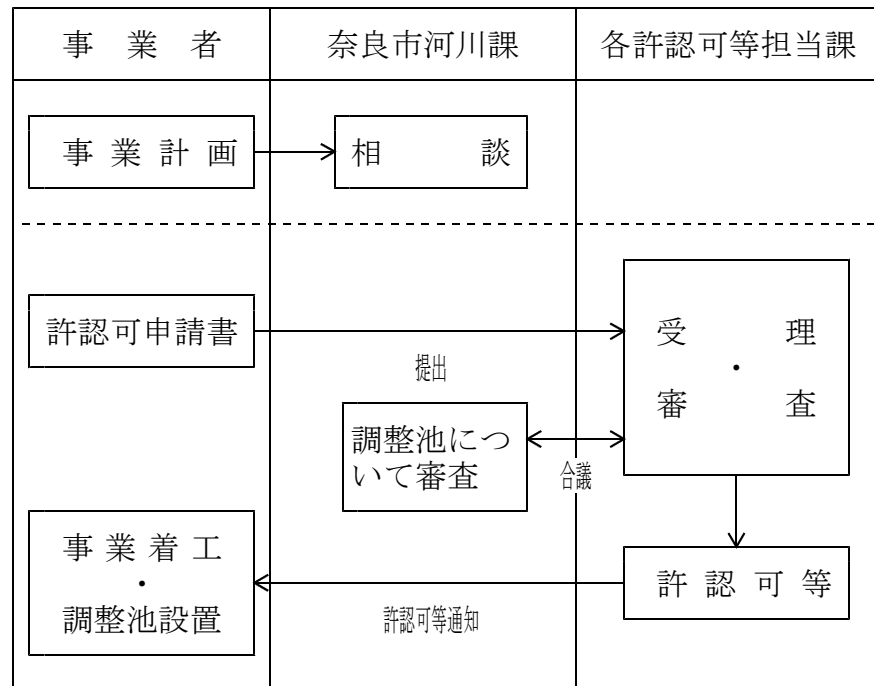 事業者
奈良市河川課
各許認可等担当課
事業計画
相談
許認可申請書
提出
受理
・
審査
調整池につ
いて審査
合議
事業着工
・
調整池設置
許認可等
許認可等通知